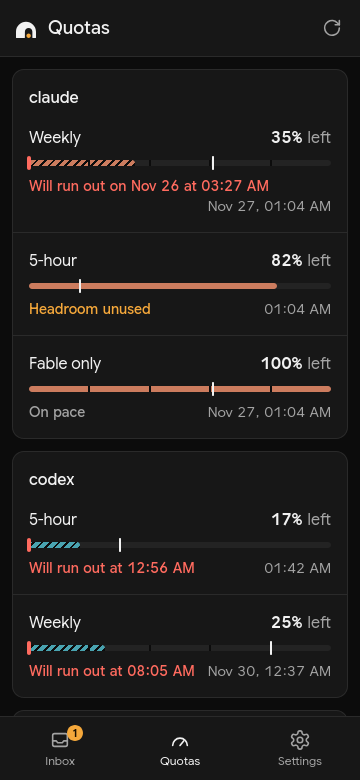 Quotas
claude
Weekly 35% left
Will run out on Nov 26 at 03:27 AM
Nov 27, 01:04 AM
5-hour 82% left
Headroom unused 01:04 AM
Fable only 100% left
On pace Nov 27, 01:04 AM
codex
5-hour 17% left
Will run out at 12:56 AM 01:42 AM
Weekly 25% left
Will run out at 08:05 AM Nov 30, 12:37 AM
1
Inbox Quotas Settings